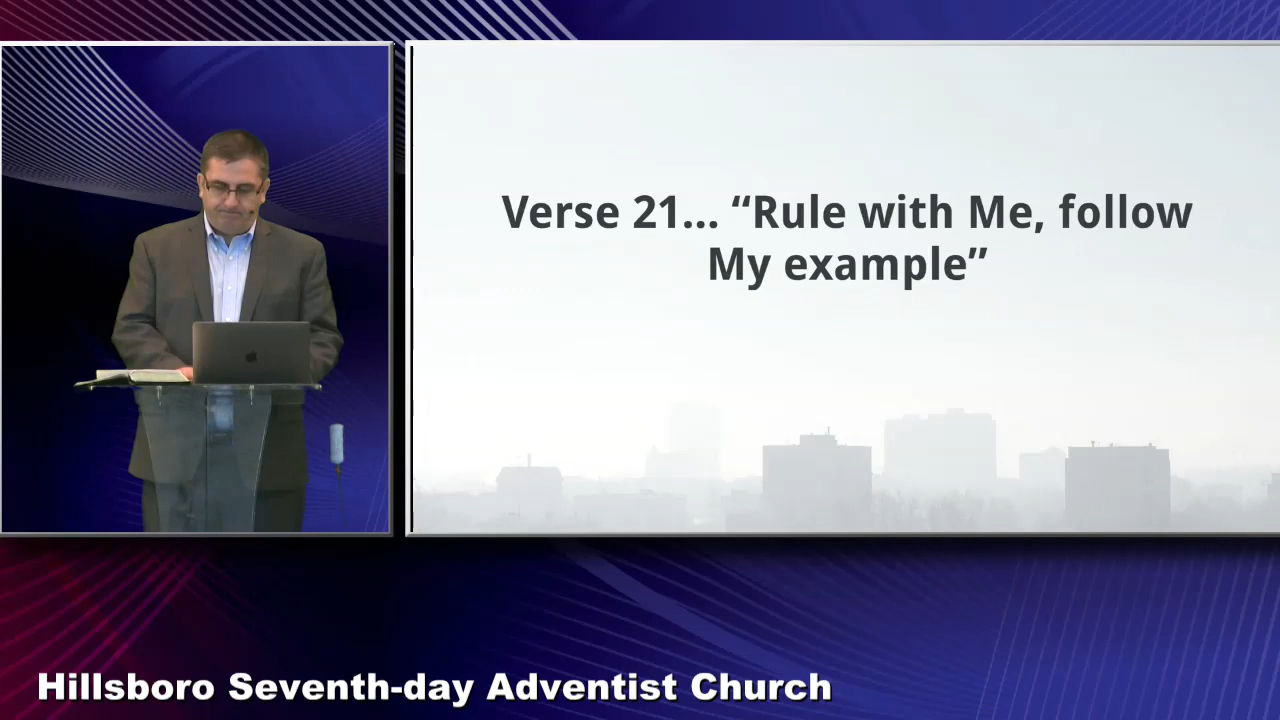 Verse 21... “Rule with Me, follow
My example”
Hillsboro Seventh-day Adventist Church